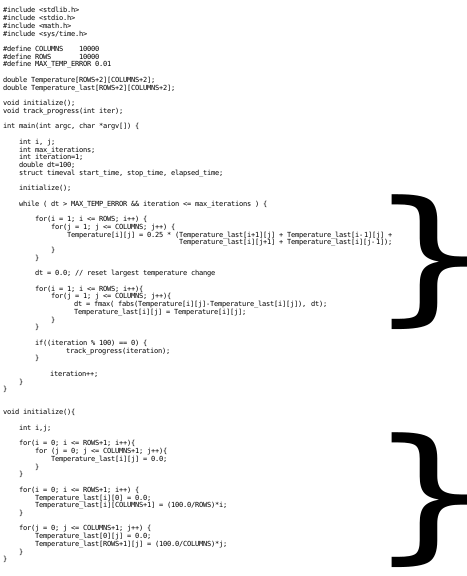 #include <stdlib.h>
#include <stdio.h>
#include <math.h>
#include <sys/time.h>
#define COLUMNS    10000
#define ROWS       10000
#define MAX_TEMP_ERROR 0.01
double Temperature[ROWS+2][COLUMNS+2];
double Temperature_last[ROWS+2][COLUMNS+2];
void initialize();
void track_progress(int iter);
int main(int argc, char *argv[]) {
    int i, j;
    int max_iterations;
    int iteration=1;
    double dt=100;
    struct timeval start_time, stop_time, elapsed_time;
    initialize();
    while ( dt > MAX_TEMP_ERROR && iteration <= max_iterations ) {
        for(i = 1; i <= ROWS; i++) {
            for(j = 1; j <= COLUMNS; j++) {
                Temperature[i][j] = 0.25 * (Temperature_last[i+1][j] + Temperature_last[i-1][j] +
                                            Temperature_last[i][j+1] + Temperature_last[i][j-1]);
            }
        }
        dt = 0.0; // reset largest temperature change
        for(i = 1; i <= ROWS; i++){
            for(j = 1; j <= COLUMNS; j++){
                  dt = fmax( fabs(Temperature[i][j]-Temperature_last[i][j]), dt);
                  Temperature_last[i][j] = Temperature[i][j];
            }
        }
        if((iteration % 100) == 0) {
                track_progress(iteration);
        }
            iteration++;
    }
}
void initialize(){
    int i,j;
    for(i = 0; i <= ROWS+1; i++){
        for (j = 0; j <= COLUMNS+1; j++){
            Temperature_last[i][j] = 0.0;
        }
    }
    for(i = 0; i <= ROWS+1; i++) {
        Temperature_last[i][0] = 0.0;
        Temperature_last[i][COLUMNS+1] = (100.0/ROWS)*i;
    }
    for(j = 0; j <= COLUMNS+1; j++) {
        Temperature_last[0][j] = 0.0;
        Temperature_last[ROWS+1][j] = (100.0/COLUMNS)*j;
    }
}